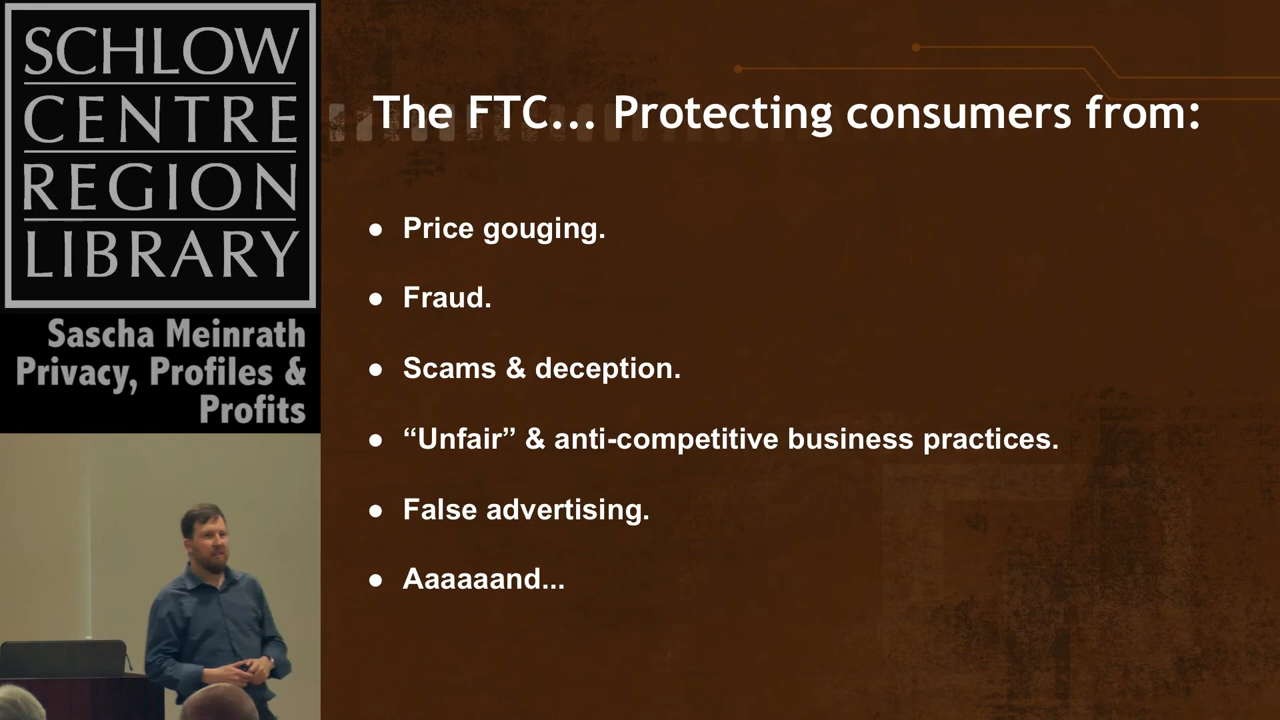 SCHLOW
CENTRE
REGION
LIBRARY
Sascha Meinrath
Privacy, Profiles &
Profits
The FTC... Protecting consumers from:
● Price gouging.
● Fraud.
● Scams & deception.
● “Unfair” & anti-competitive business practices.
● False advertising.
● Aaaaaand...